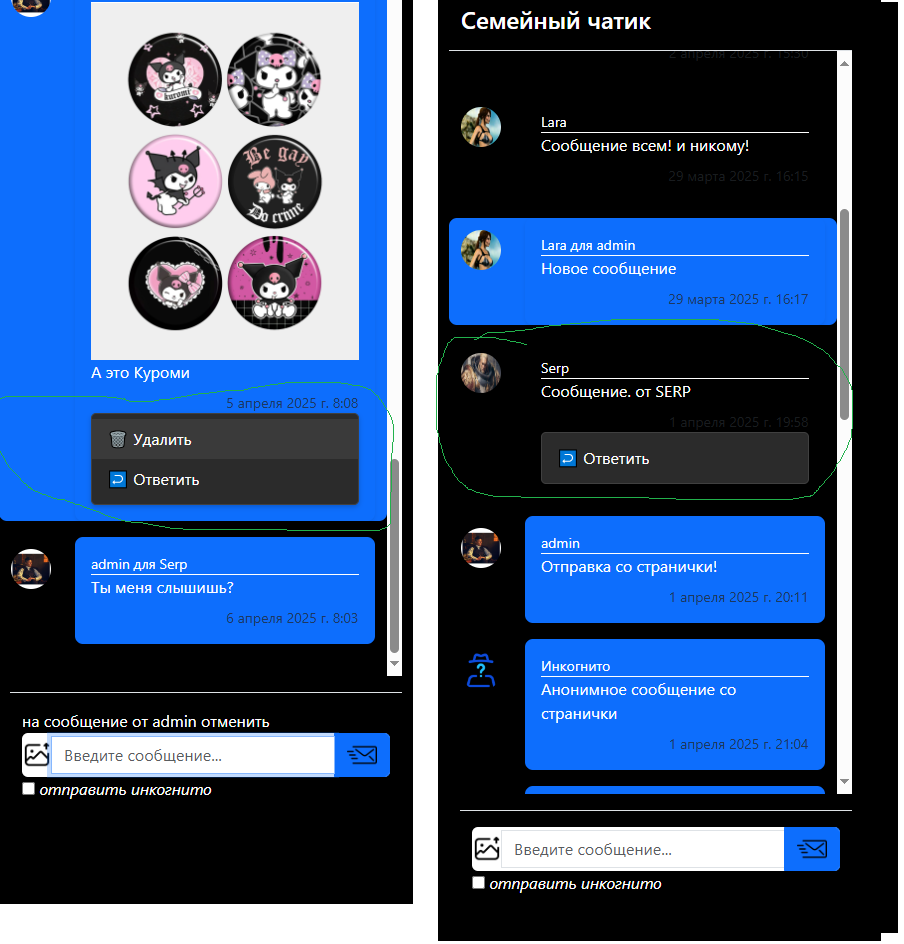 kuromi
Be gay
Do crime
А это Куроми
5 апреля 2025 г. 8:08
Удалить
Ответить
admin для Serp
Ты меня слышишь?
6 апреля 2025 г. 8:03
на сообщение от admin отменить
Введите сообщение...
отправить инкогнито
Семейный чатик
2 апреля 2025 г. 15:50
Lara
Сообщение всем! и никому!
29 марта 2025 г. 16:15
Lara для admin
Новое сообщение
29 марта 2025 г. 16:17
Serp
Сообщение. от SERP
1 апреля 2025 г. 19:58
Ответить
admin
Отправка со странички!
1 апреля 2025 г. 20:11
?
Инкогнито
Анонимное сообщение со
странички
1 апреля 2025 г. 21:04
Введите сообщение...
отправить инкогнито